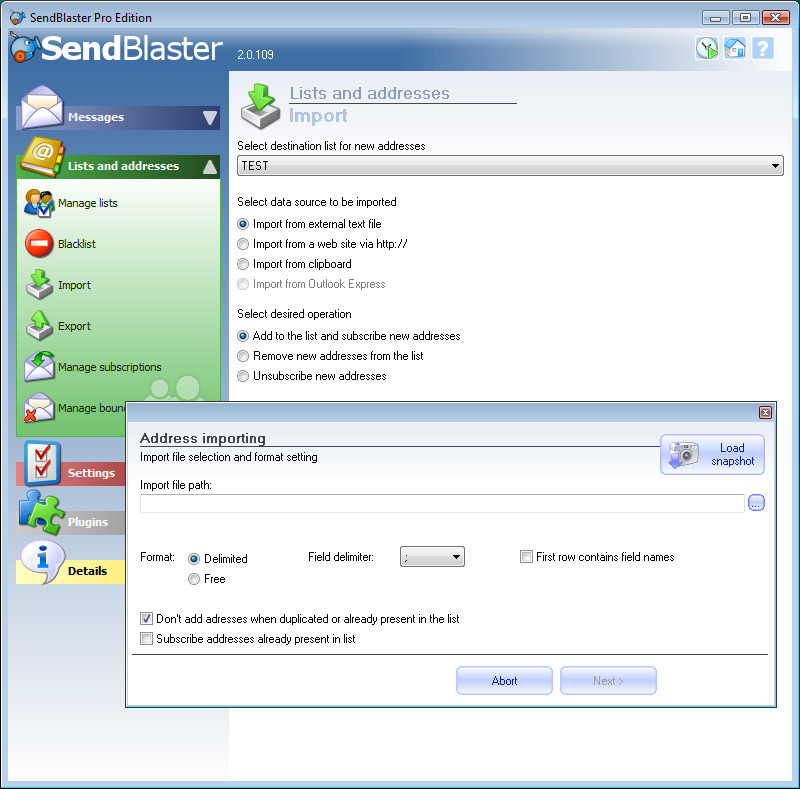 SendBlaster Pro Edition
SendBlaster 2.0.109
?
Messages
Lists and addresses
Manage lists
Blacklist
Import
Export
Manage subscriptions
Manage boun
Settings
Plugins
Details
Lists and addresses
Import
Select destination list for new addresses
TEST
Select data source to be imported
Import from external text file
Import from a web site via http://
Import from clipboard
Import from Outlook Express
Select desired operation
Add to the list and subscribe new addresses
Remove new addresses from the list
Unsubscribe new addresses
Address importing
Import file selection and format setting
Load
snapshot
Import file path:
...
Format: Delimited Field delimiter: ; First row contains field names
Free
Don't add adresses when duplicated or already present in the list
Subscribe addresses already present in list
Abort Next >